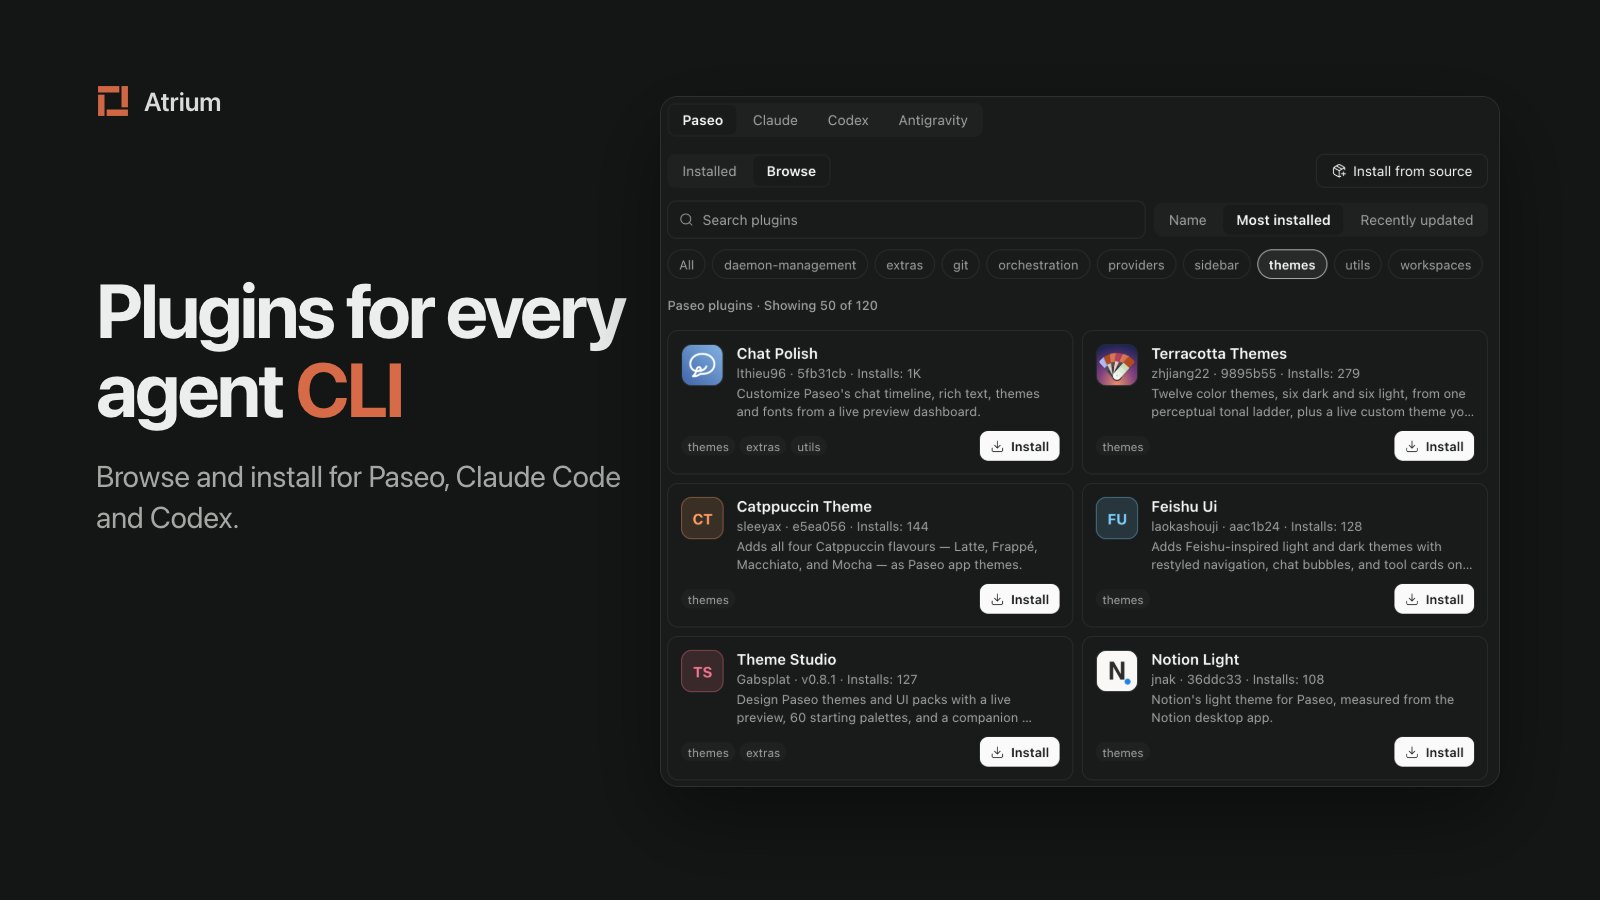 Atrium
Plugins for every
agent CLI
Browse and install for Paseo, Claude Code
and Codex.
Paseo Claude Codex Antigravity
Installed Browse
Install from source
Search plugins
Name Most installed Recently updated
All daemon-management extras git orchestration providers sidebar themes utils workspaces
Paseo plugins · Showing 50 of 120
Chat Polish
lthieu96 · 5fb31cb · Installs: 1K
Customize Paseo's chat timeline, rich text, themes
and fonts from a live preview dashboard.
themes extras utils
Install
Terracotta Themes
zhjiang22 · 9895b55 · Installs: 279
Twelve color themes, six dark and six light, from one
perceptual tonal ladder, plus a live custom theme yo...
themes
Install
CT
Catppuccin Theme
sleeyax · e5ea056 · Installs: 144
Adds all four Catppuccin flavours — Latte, Frappé,
Macchiato, and Mocha — as Paseo app themes.
themes
Install
FU
Feishu Ui
laokashouji · aac1b24 · Installs: 128
Adds Feishu-inspired light and dark themes with
restyled navigation, chat bubbles, and tool cards on...
themes
Install
TS
Theme Studio
Gabsplat · v0.8.1 · Installs: 127
Design Paseo themes and UI packs with a live
preview, 60 starting palettes, and a companion ...
themes extras
Install
N
Notion Light
jnak · 36ddc33 · Installs: 108
Notion's light theme for Paseo, measured from the
Notion desktop app.
themes
Install